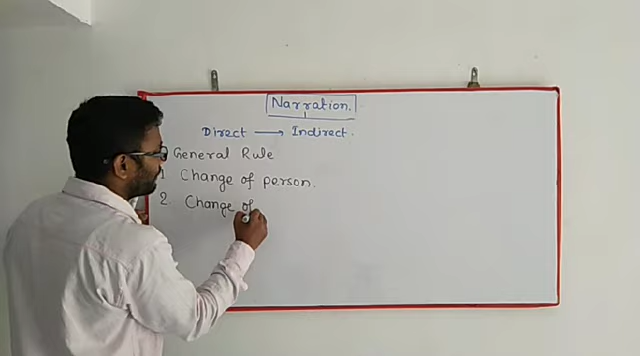 Narration.
Direct → Indirect.
General Rule
1 Change of person.
2. Change of